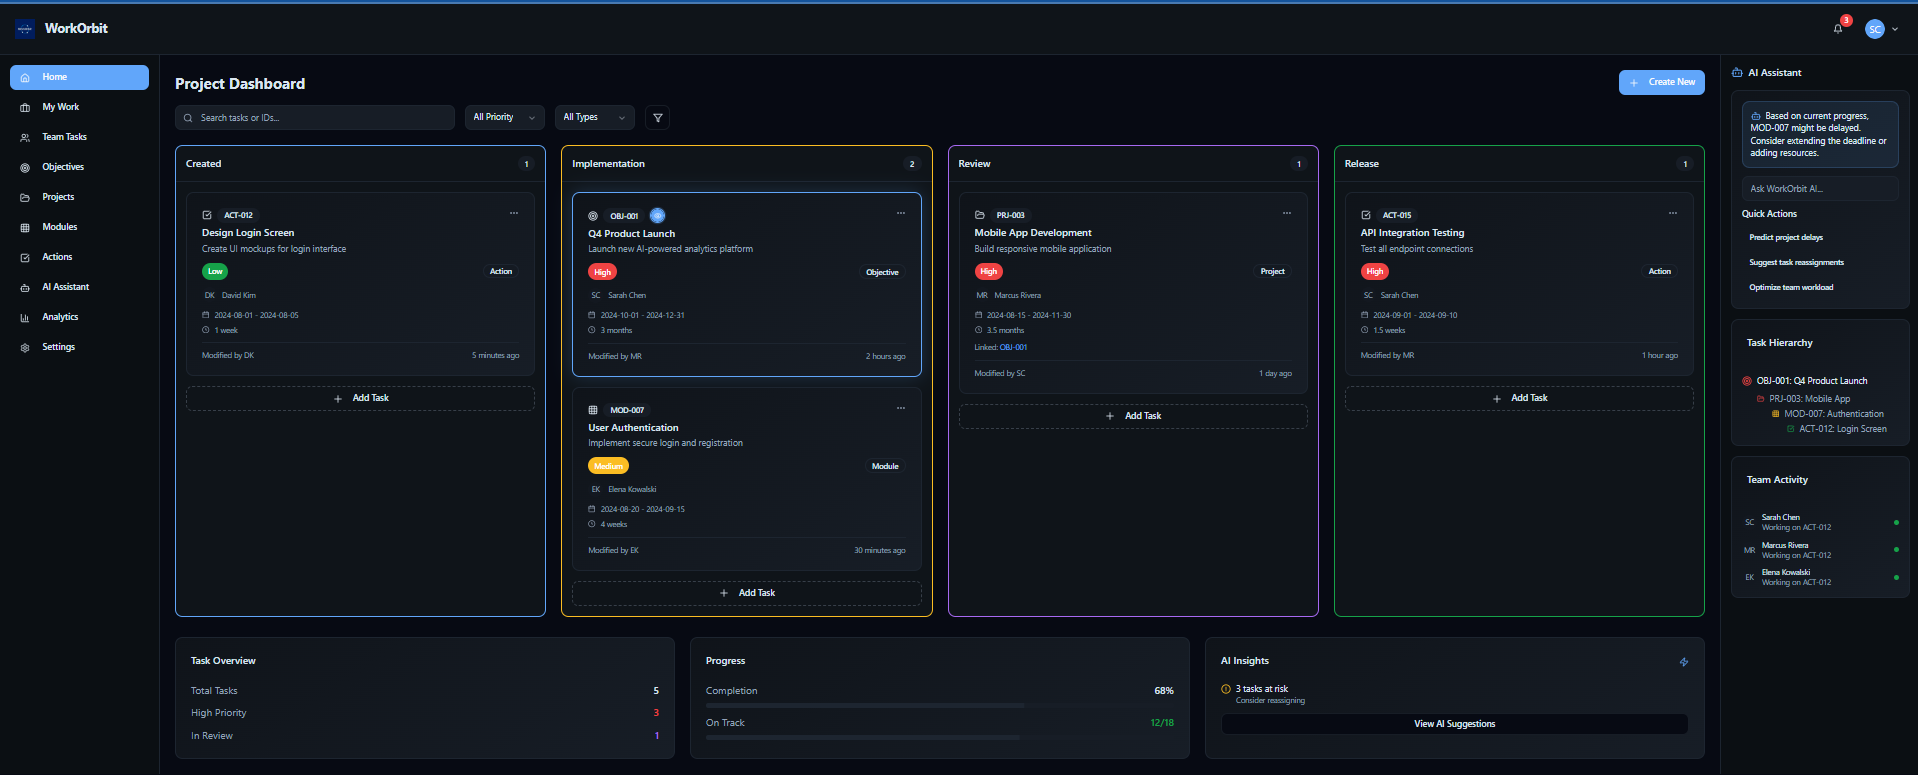 WorkOrbit
3
SC
Home
My Work
Team Tasks
Objectives
Projects
Modules
Actions
AI Assistant
Analytics
Settings
Project Dashboard
Create New
Search tasks or IDs...
All Priority
All Types
Created 1
ACT-012
Design Login Screen
Create UI mockups for login interface
Low Action
DK David Kim
2024-08-01 - 2024-08-05
1 week
Modified by DK 5 minutes ago
Add Task
Implementation 2
OBJ-001
Q4 Product Launch
Launch new AI-powered analytics platform
High Objective
SC Sarah Chen
2024-10-01 - 2024-12-31
3 months
Modified by MR 2 hours ago
MOD-007
User Authentication
Implement secure login and registration
Medium Module
EK Elena Kowalski
2024-08-20 - 2024-09-15
4 weeks
Modified by EK 30 minutes ago
Add Task
Review 1
PRJ-003
Mobile App Development
Build responsive mobile application
High Project
MR Marcus Rivera
2024-08-15 - 2024-11-30
3.5 months
Linked: OBJ-001
Modified by SC 1 day ago
Add Task
Release 1
ACT-015
API Integration Testing
Test all endpoint connections
High Action
SC Sarah Chen
2024-09-01 - 2024-09-10
1.5 weeks
Modified by MR 1 hour ago
Add Task
Task Overview
Total Tasks 5
High Priority 3
In Review 1
Progress
Completion 68%
On Track 12/18
AI Insights
3 tasks at risk
Consider reassigning
View AI Suggestions
AI Assistant
Based on current progress,
MOD-007 might be delayed.
Consider extending the deadline or
adding resources.
Ask WorkOrbit AI...
Quick Actions
Predict project delays
Suggest task reassignments
Optimize team workload
Task Hierarchy
OBJ-001: Q4 Product Launch
PRJ-003: Mobile App
MOD-007: Authentication
ACT-012: Login Screen
Team Activity
SC Sarah Chen
Working on ACT-012
MR Marcus Rivera
Working on ACT-012
EK Elena Kowalski
Working on ACT-012